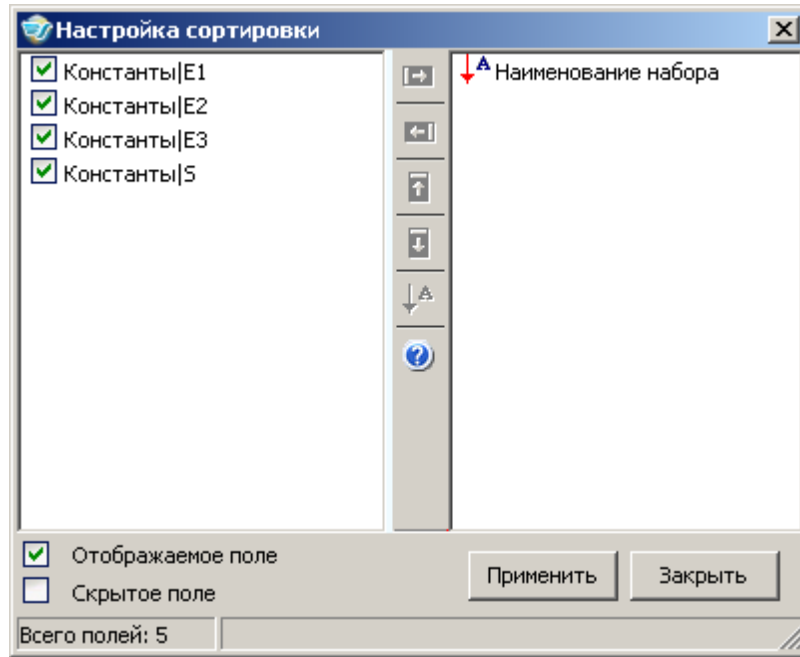 Настройка сортировки
Константы|E1
Константы|E2
Константы|E3
Константы|S
A Наименование набора
A
?
Отображаемое поле
Скрытое поле
Применить
Закрыть
Всего полей: 5